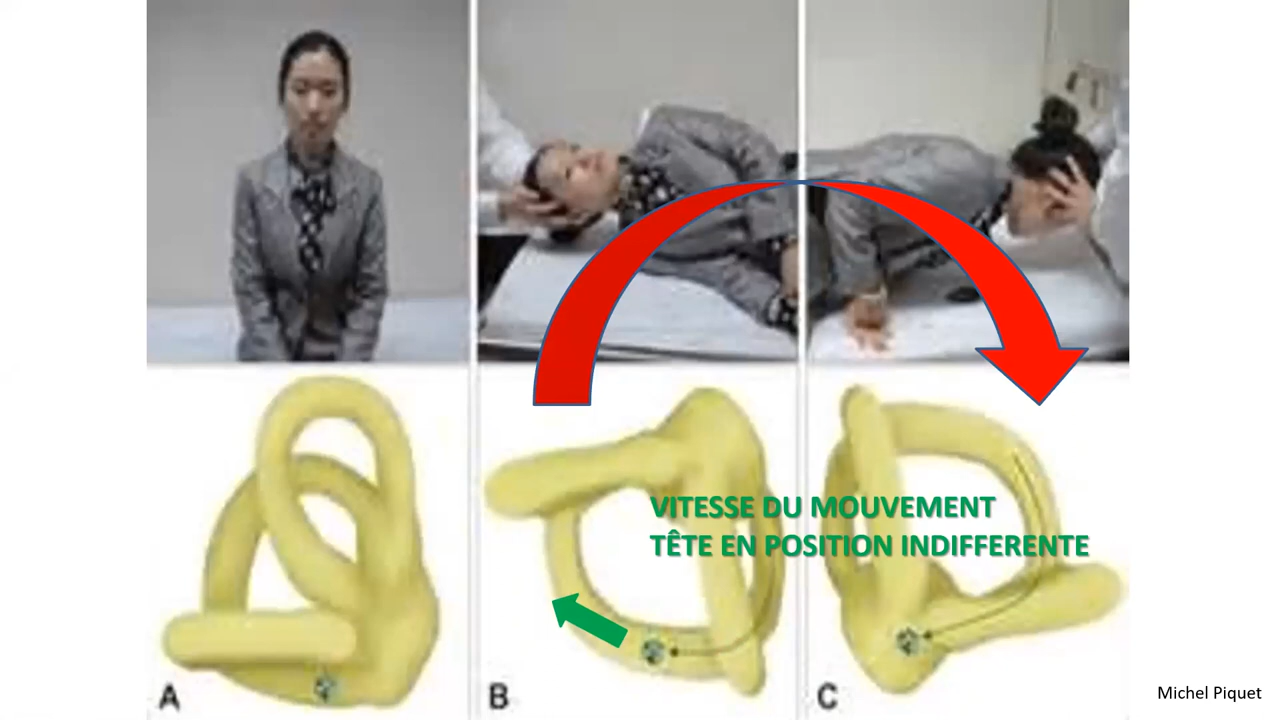 VITESSE DU MOUVEMENT
TÊTE EN POSITION INDIFFERENTE
A
B
C
Michel Piquet